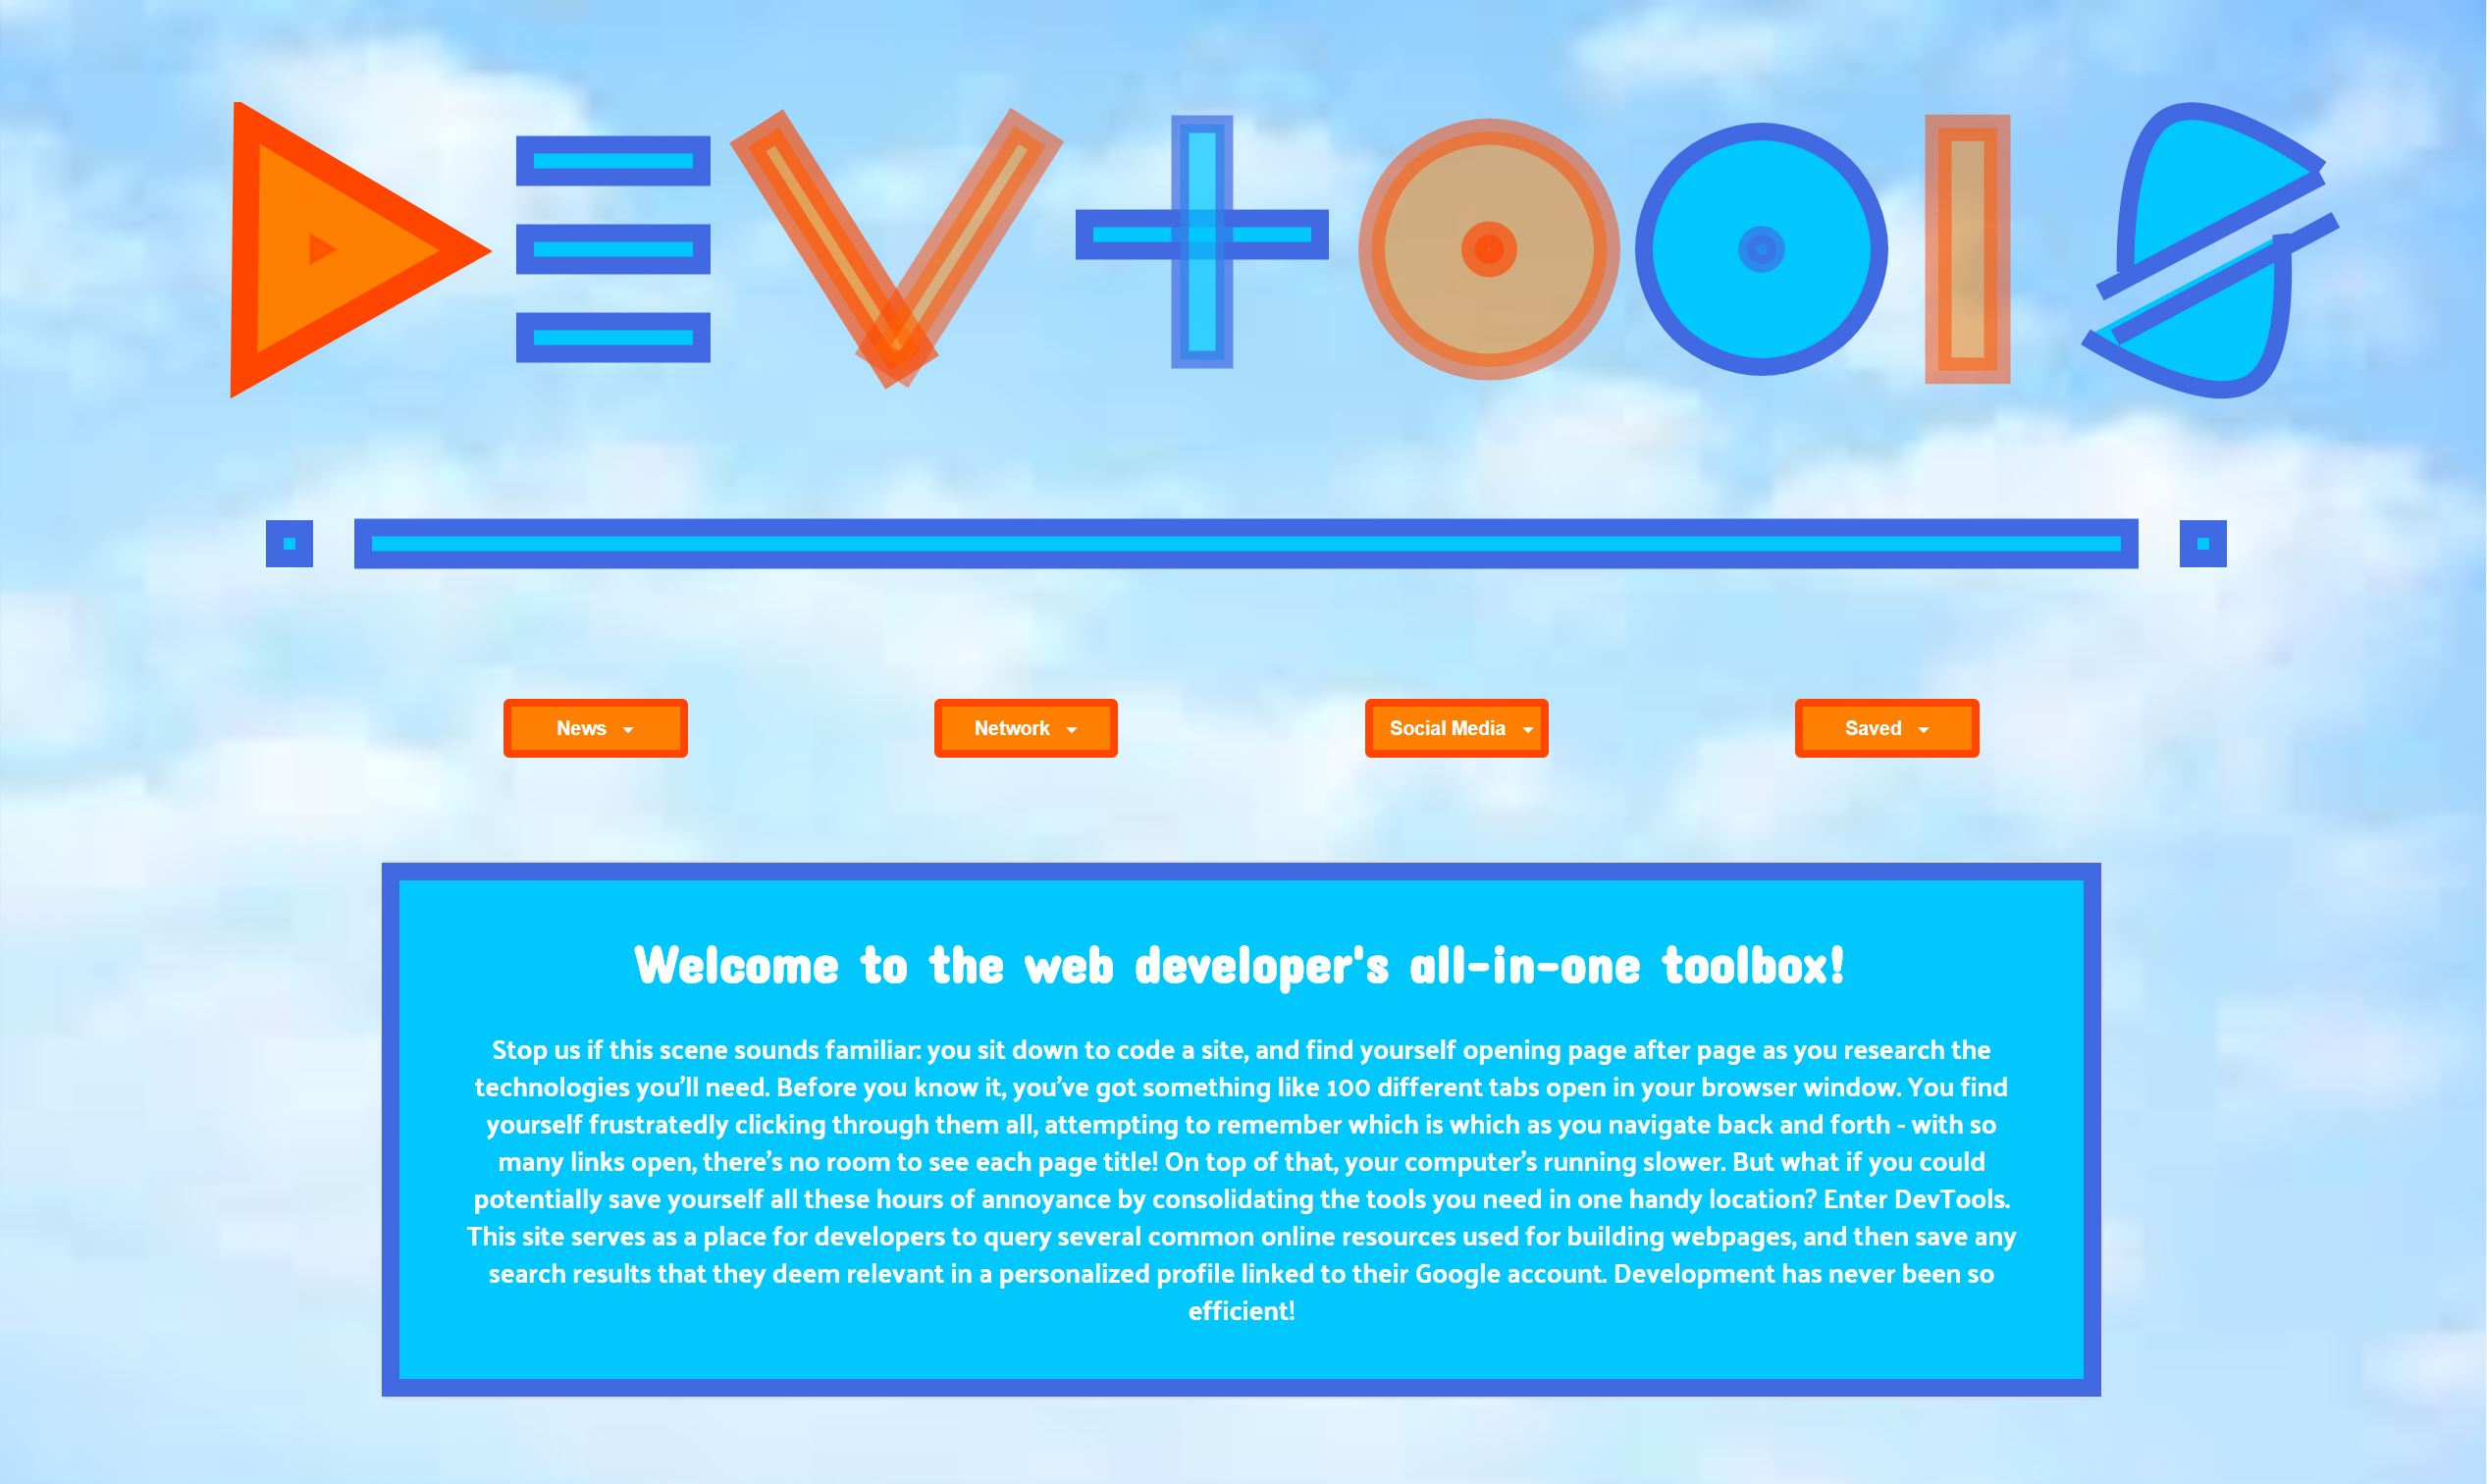 DEVTOOLS
News
Network
Social Media
Saved
Welcome to the web developer's all-in-one toolbox!
Stop us if this scene sounds familiar: you sit down to code a site, and find yourself opening page after page as you research the
technologies you’ll need. Before you know it, you’ve got something like 100 different tabs open in your browser window. You find
yourself frustratedly clicking through them all, attempting to remember which is which as you navigate back and forth - with so
many links open, there’s no room to see each page title! On top of that, your computer’s running slower. But what if you could
potentially save yourself all these hours of annoyance by consolidating the tools you need in one handy location? Enter DevTools.
This site serves as a place for developers to query several common online resources used for building webpages, and then save any
search results that they deem relevant in a personalized profile linked to their Google account. Development has never been so
efficient!